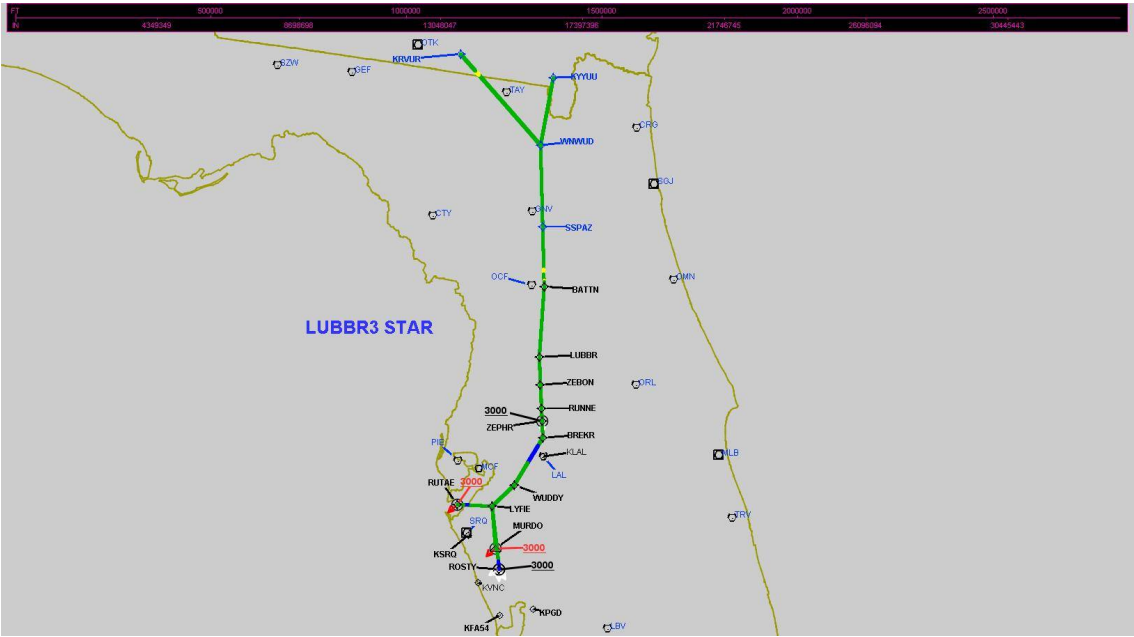 FT 500000 1000000 1500000 2000000 2500000
IN 4349349 8698698 13048047 17397396 21746745 26096094 30445443
OTK
KRVUR
SZW
GEF
KYYUU
TAY
CRG
WNWUD
SGJ
GNV
CTY
SSPAZ
OCF
OMN
BATTN
LUBBR3 STAR
LUBBR
ZEBON
ORL
RUNNE
3000
ZEPHR
BREKR
PIE
KLAL
MLB
MCF
LAL
RUTAE
3000
WUDDY
LYFIE
TRV
SRQ
MURDO
KSRQ
3000
ROSTY
3000
KVNC
KPGD
KFA54
LBV